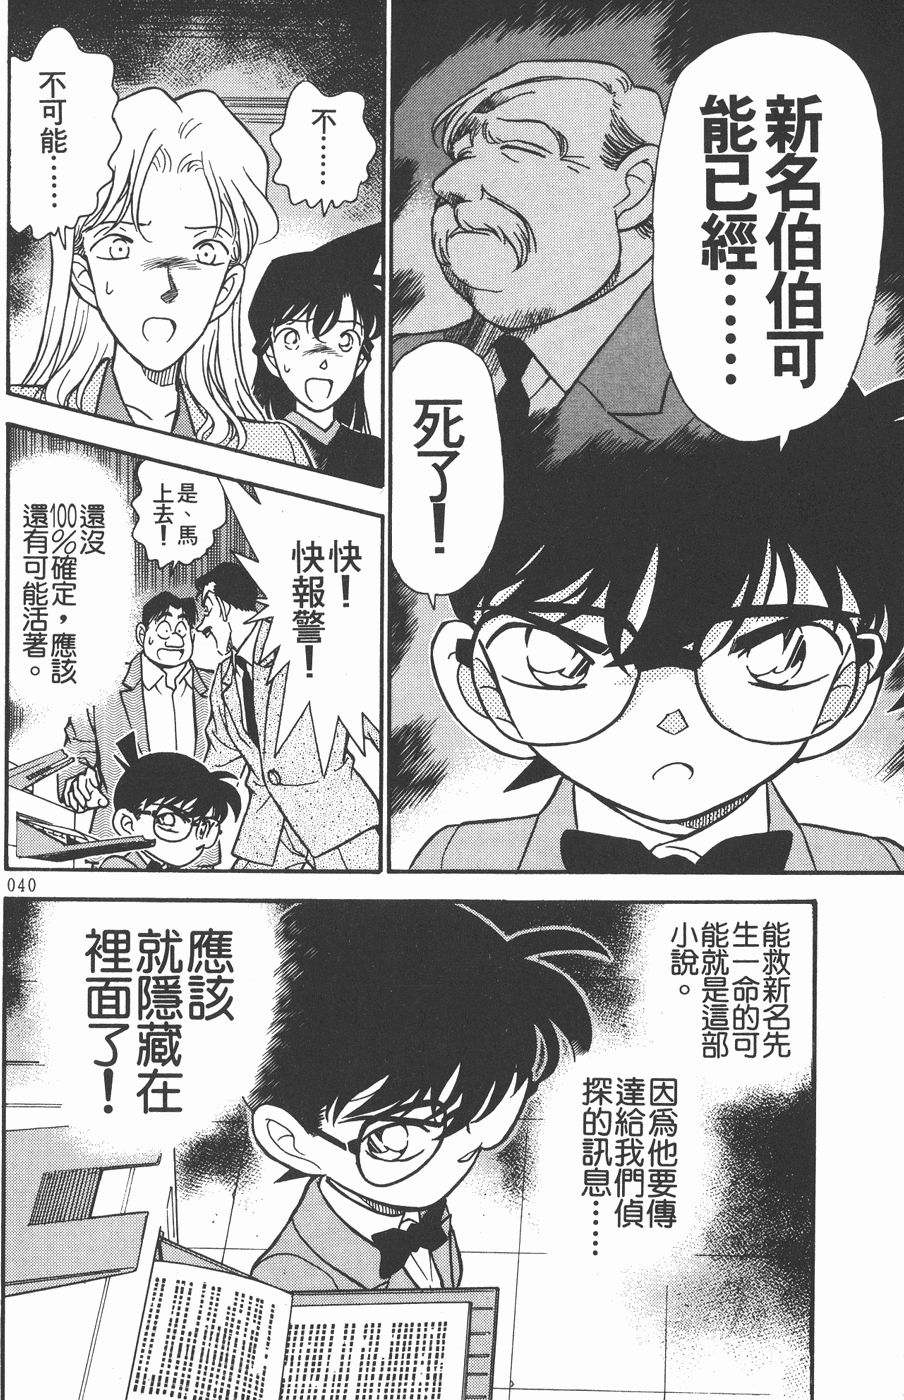 新名伯伯可
能已經……
死了！
不……
不可能……
快！
快報警！
是、馬
上去！
還沒
100%確定，應該
還有可能活著。
040
能救新名先
生一命的可
能就是這部
小說。
因為他要傳
達給我們偵
探的訊息……
應該
就隱藏在
裡面了！